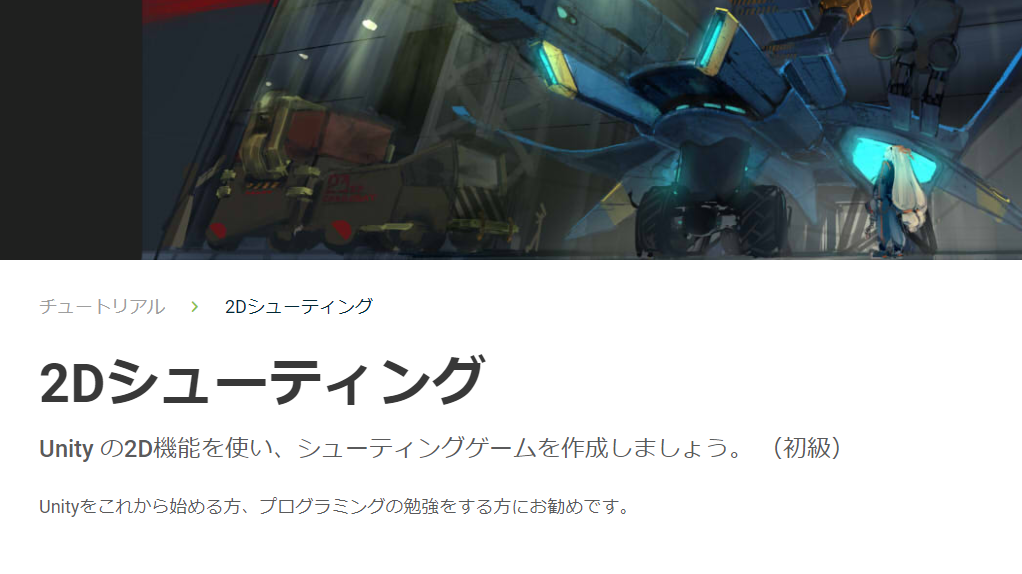 チュートリアル > 2Dシューティング
2Dシューティング
Unity の2D機能を使い、シューティングゲームを作成しましょう。 （初級）
Unityをこれから始める方、プログラミングの勉強をする方にお勧めです。